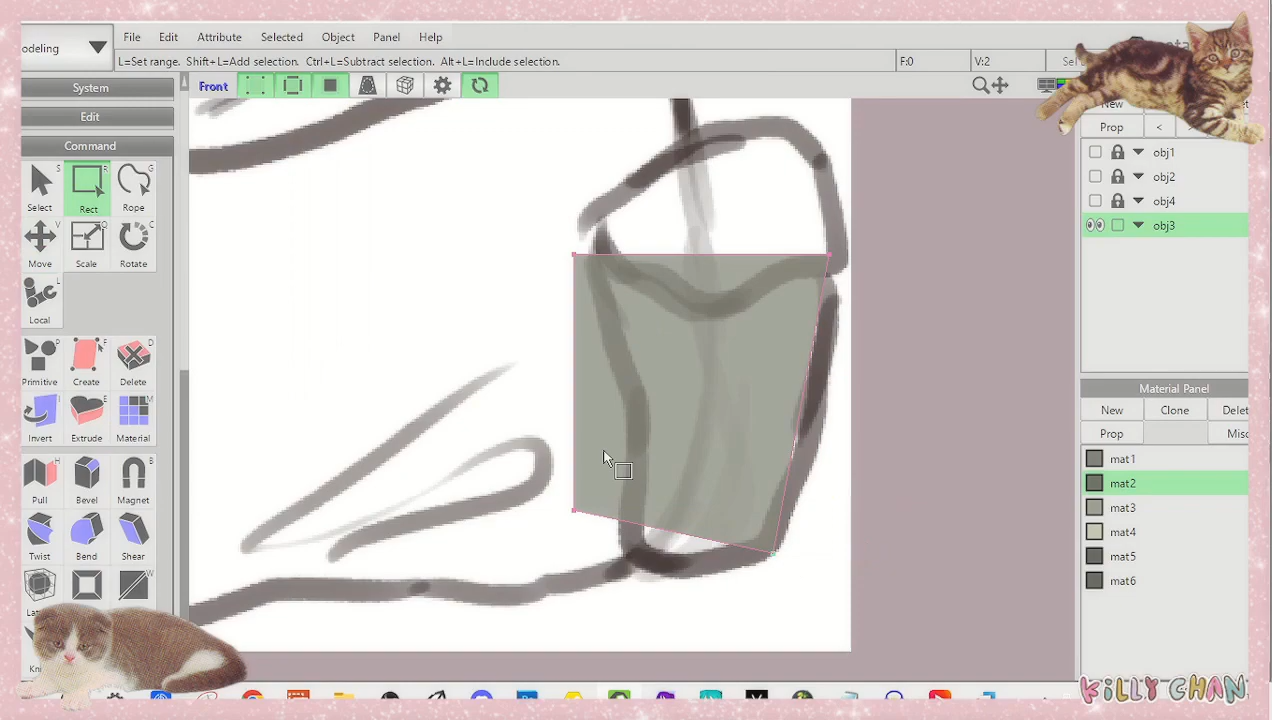 odeling
File Edit Attribute Selected Object Panel Help
L=Set range. Shift+L=Add selection. Ctrl+L=Subtract selection. Alt+L=Include selection.
F:0 V:2
System
Edit
Command
Front
Select S
Rect R
Rope G
Move V
Scale Q
Rotate C
Local L
Primitive P
Create F
Delete D
Invert I
Extrude E
Material M
Pull H
Bevel
Magnet B
Twist
Bend
Shear
W
New
Prop <
obj1
obj2
obj4
obj3
Material Panel
New Clone Delet
Prop Misc
mat1
mat2
mat3
mat4
mat5
mat6
KiLLY CHAN